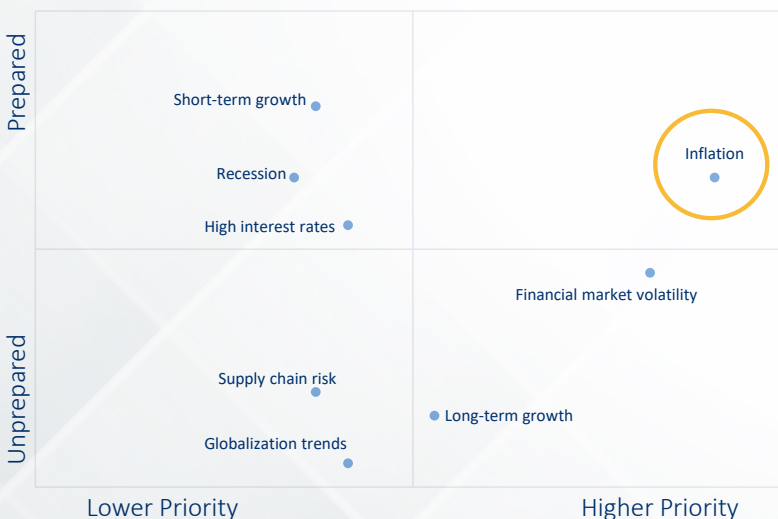 Prepared
Short-term growth
Inflation
Recession
High interest rates
Financial market volatility
Unprepared
Supply chain risk
Long-term growth
Globalization trends
Lower Priority
Higher Priority